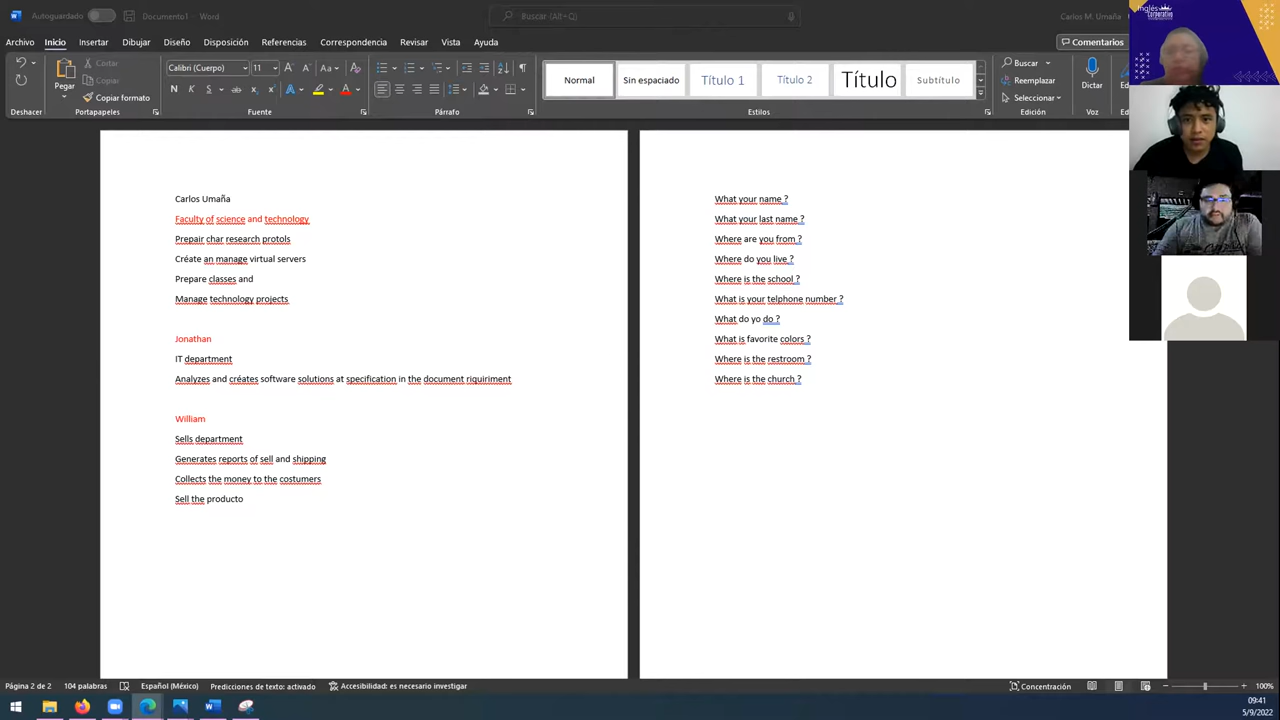 Autoguardado
Documento1 - Word
Buscar (Alt+Q)
Carlos M. Umaña
Archivo Inicio Insertar Dibujar Diseño Disposición Referencias Correspondencia Revisar Vista Ayuda
Comentarios
Pegar
Cortar
Copiar
Copiar formato
Calibri (Cuerpo) 11
Normal
Sin espaciado
Título 1
Título 2
Título
Subtítulo
Buscar
Reemplazar
Seleccionar
Dictar
Deshacer Portapapeles Fuente Párrafo Estilos Edición Voz
Inglés
Corporativo
Carlos Umaña
Faculty of science and technology
Prepair char research protols
Créate an manage virtual servers
Prepare classes and
Manage technology projects
Jonathan
IT department
Analyzes and créates software solutions at specification in the document riquiriment
William
Sells department
Generates reports of sell and shipping
Collects the money to the costumers
Sell the producto
What your name ?
What your last name ?
Where are you from ?
Where do you live ?
Where is the school ?
What is your telphone number ?
What do yo do ?
What is favorite colors ?
Where is the restroom ?
Where is the church ?
Página 2 de 2 104 palabras Español (México) Predicciones de texto: activado Accesibilidad: es necesario investigar
Concentración
100%
09:41
5/9/2022